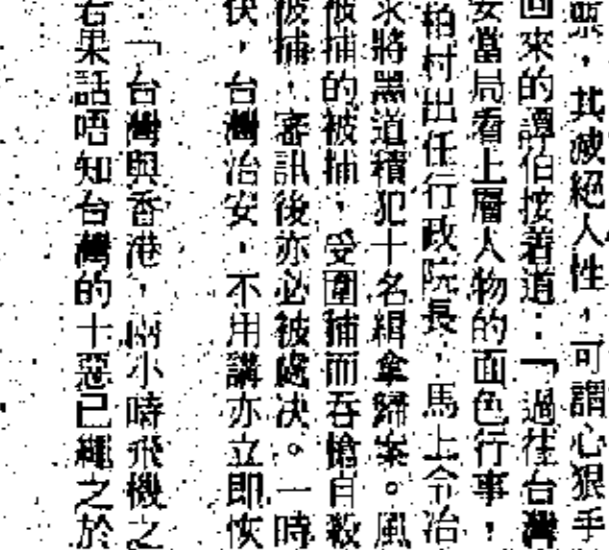 禦，其滅絕人性，可謂心狠手
回來的譚伯接着道：「過往台灣
安當局看上層人物的面色行事，
柏村出任行政院長，馬上令治
求將黑道積犯十名緝拿歸案。風
被捕的被捕，受圍捕而吞槍自殺
被捕，審訊後亦必被處決。一時
快，台灣治安，不用講亦立即恢
：「台灣與香港，兩小時飛機之
若果話唔知台灣的十惡已繩之於